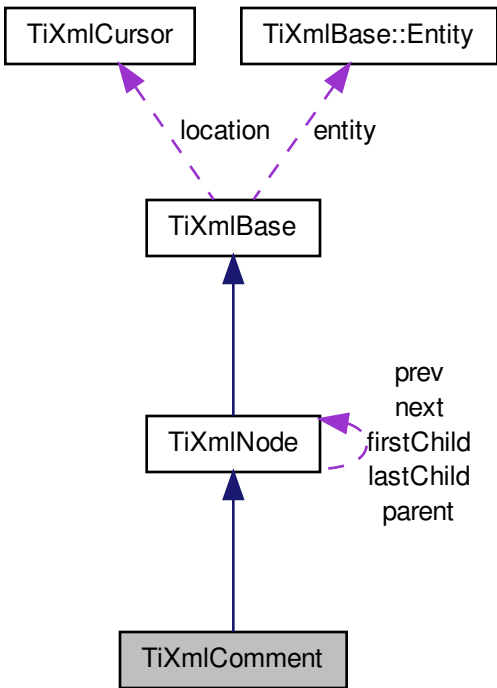 TiXmlCursor
TiXmlBase::Entity
location
entity
TiXmlBase
prev
next
firstChild
lastChild
parent
TiXmlNode
TiXmlComment